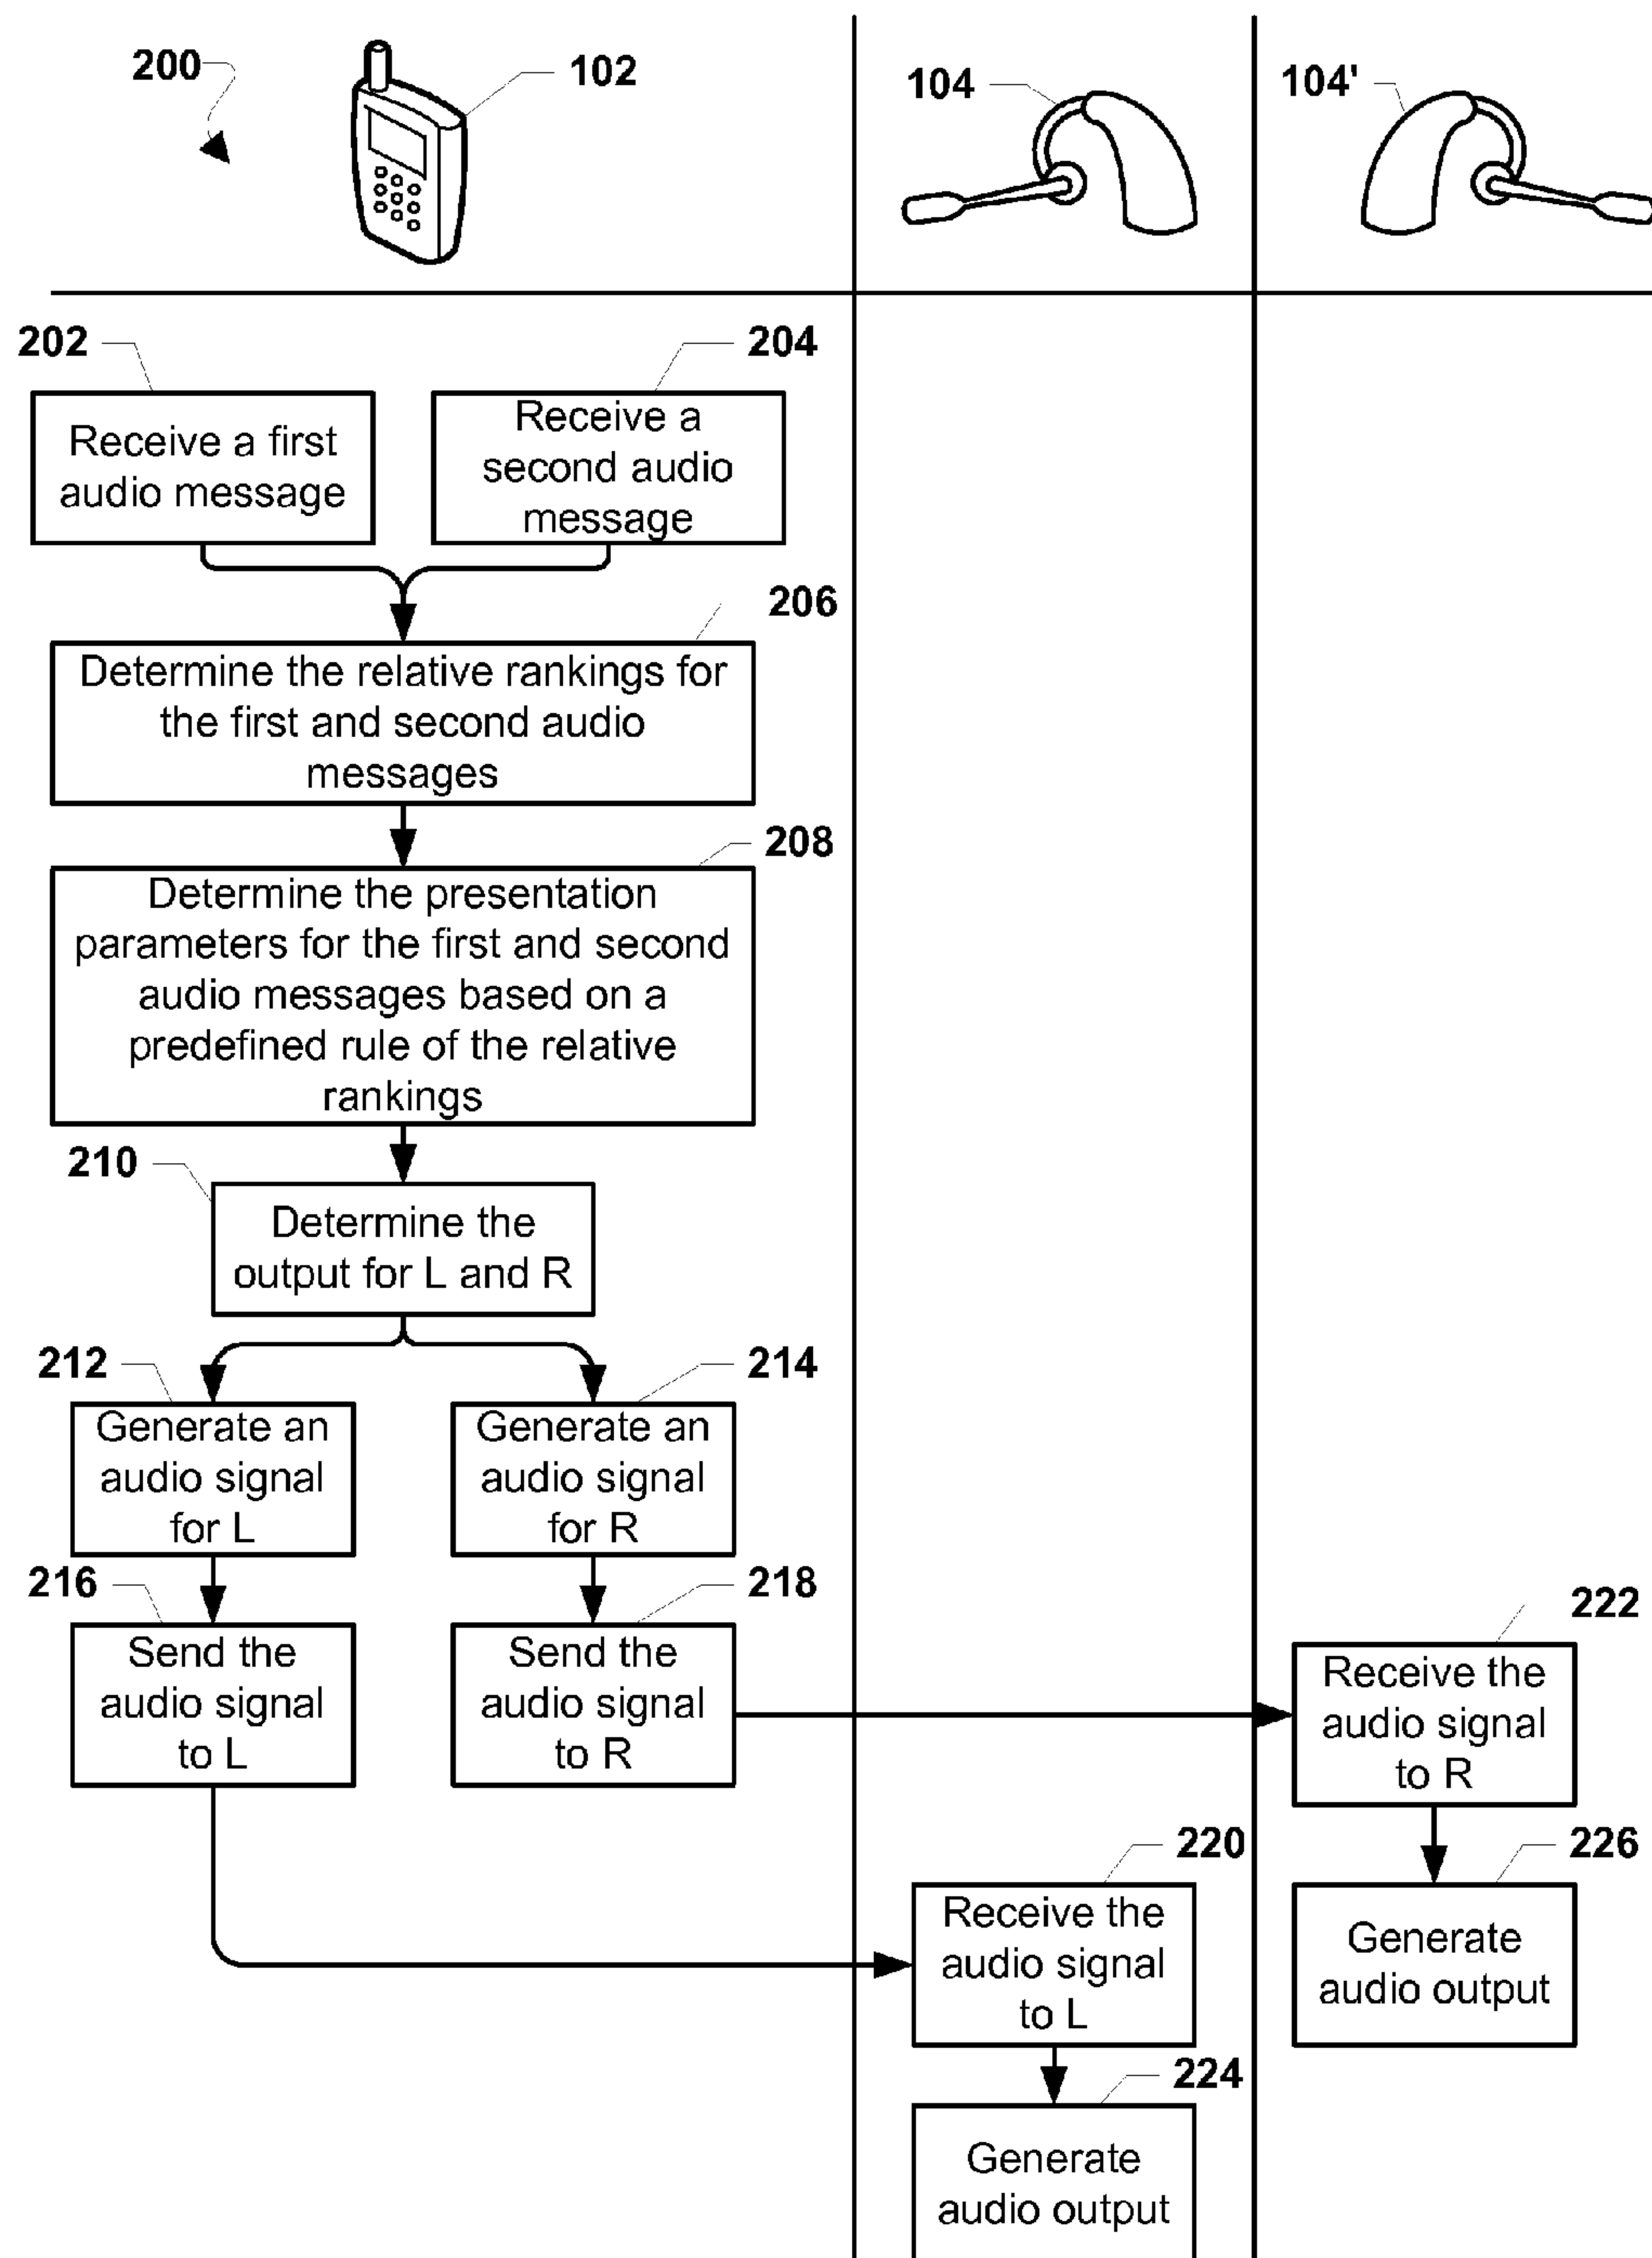 200
102
104
104'
202
204
Receive a first
audio message
Receive a
second audio
message
206
Determine the relative rankings for
the first and second audio
messages
208
Determine the presentation
parameters for the first and second
audio messages based on a
predefined rule of the relative
rankings
210
Determine the
output for L and R
212
214
Generate an
audio signal
for L
Generate an
audio signal
for R
216
218
Send the
audio signal
to L
Send the
audio signal
to R
222
Receive the
audio signal
to R
220
Receive the
audio signal
to L
226
Generate
audio output
224
Generate
audio output